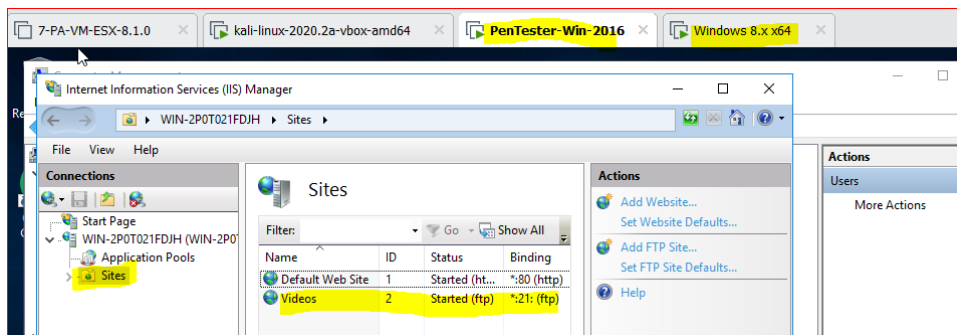 7-PA-VM-ESX-8.1.0
kali-linux-2020.2a-vbox-amd64
PenTester-Win-2016
Windows 8.x x64
Internet Information Services (IIS) Manager
Re
WIN-2P0T021FDJH Sites
File View Help
Connections
Start Page
WIN-2P0T021FDJH (WIN-2P0T
Application Pools
Sites
Sites
Filter: Go Show All
Name ID Status Binding
Default Web Site 1 Started (ht... *:80 (http)
Videos 2 Started (ftp) *:21: (ftp)
Actions
Add Website...
Set Website Defaults...
Add FTP Site...
Set FTP Site Defaults...
Help
Actions
Users
More Actions